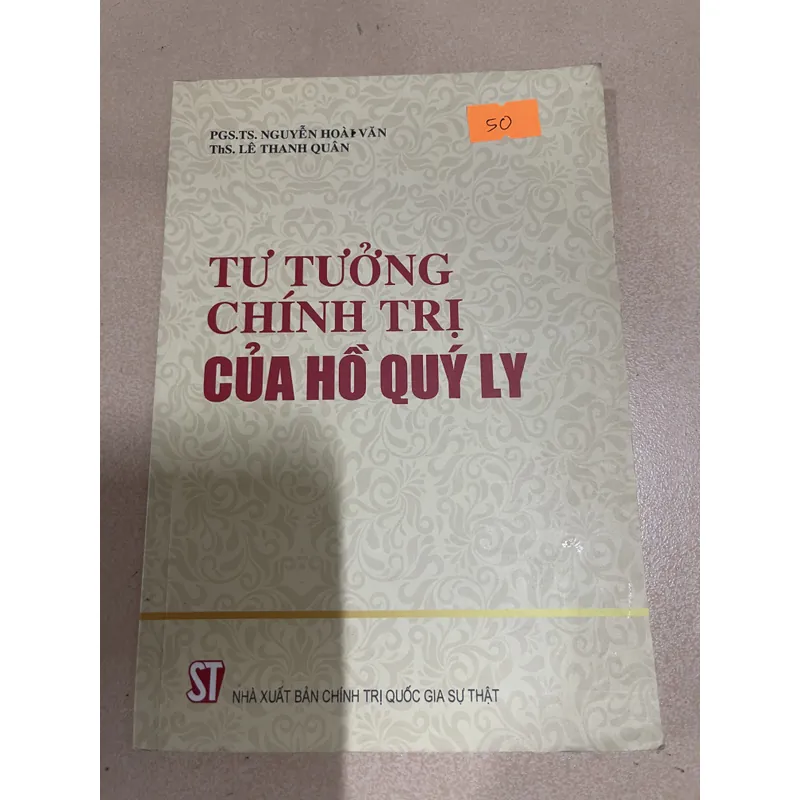 PGS.TS. NGUYỄN HOÀI VĂN
ThS. LÊ THANH QUÂN
50
TƯ TƯỞNG
CHÍNH TRỊ
CỦA HỒ QUÝ LY
ST
NHÀ XUẤT BẢN CHÍNH TRỊ QUỐC GIA SỰ THẬT